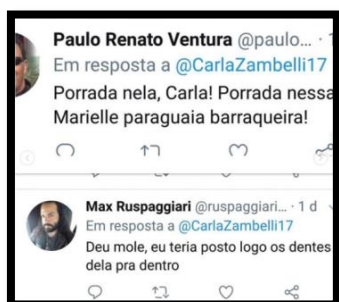 Paulo Renato Ventura @paulo... ·
Em resposta a @CarlaZambelli17
Porrada nela, Carla! Porrada nessa
Marielle paraguaia barraqueira!
Max Ruspaggiari @ruspaggiari... · 1 d
Em resposta a @CarlaZambelli17
Deu mole, eu teria posto logo os dentes
dela pra dentro